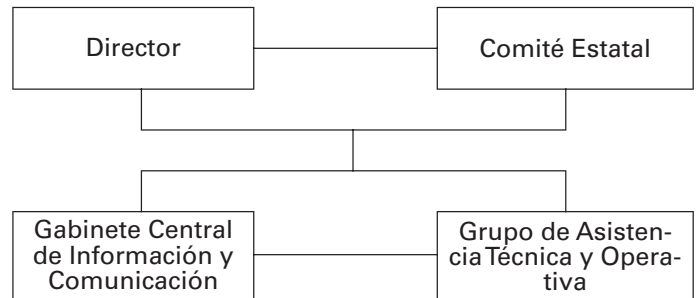 Director
Comité Estatal
Gabinete Central
de Información y
Comunicación
Grupo de Asisten-
cia Técnica y Opera-
tiva